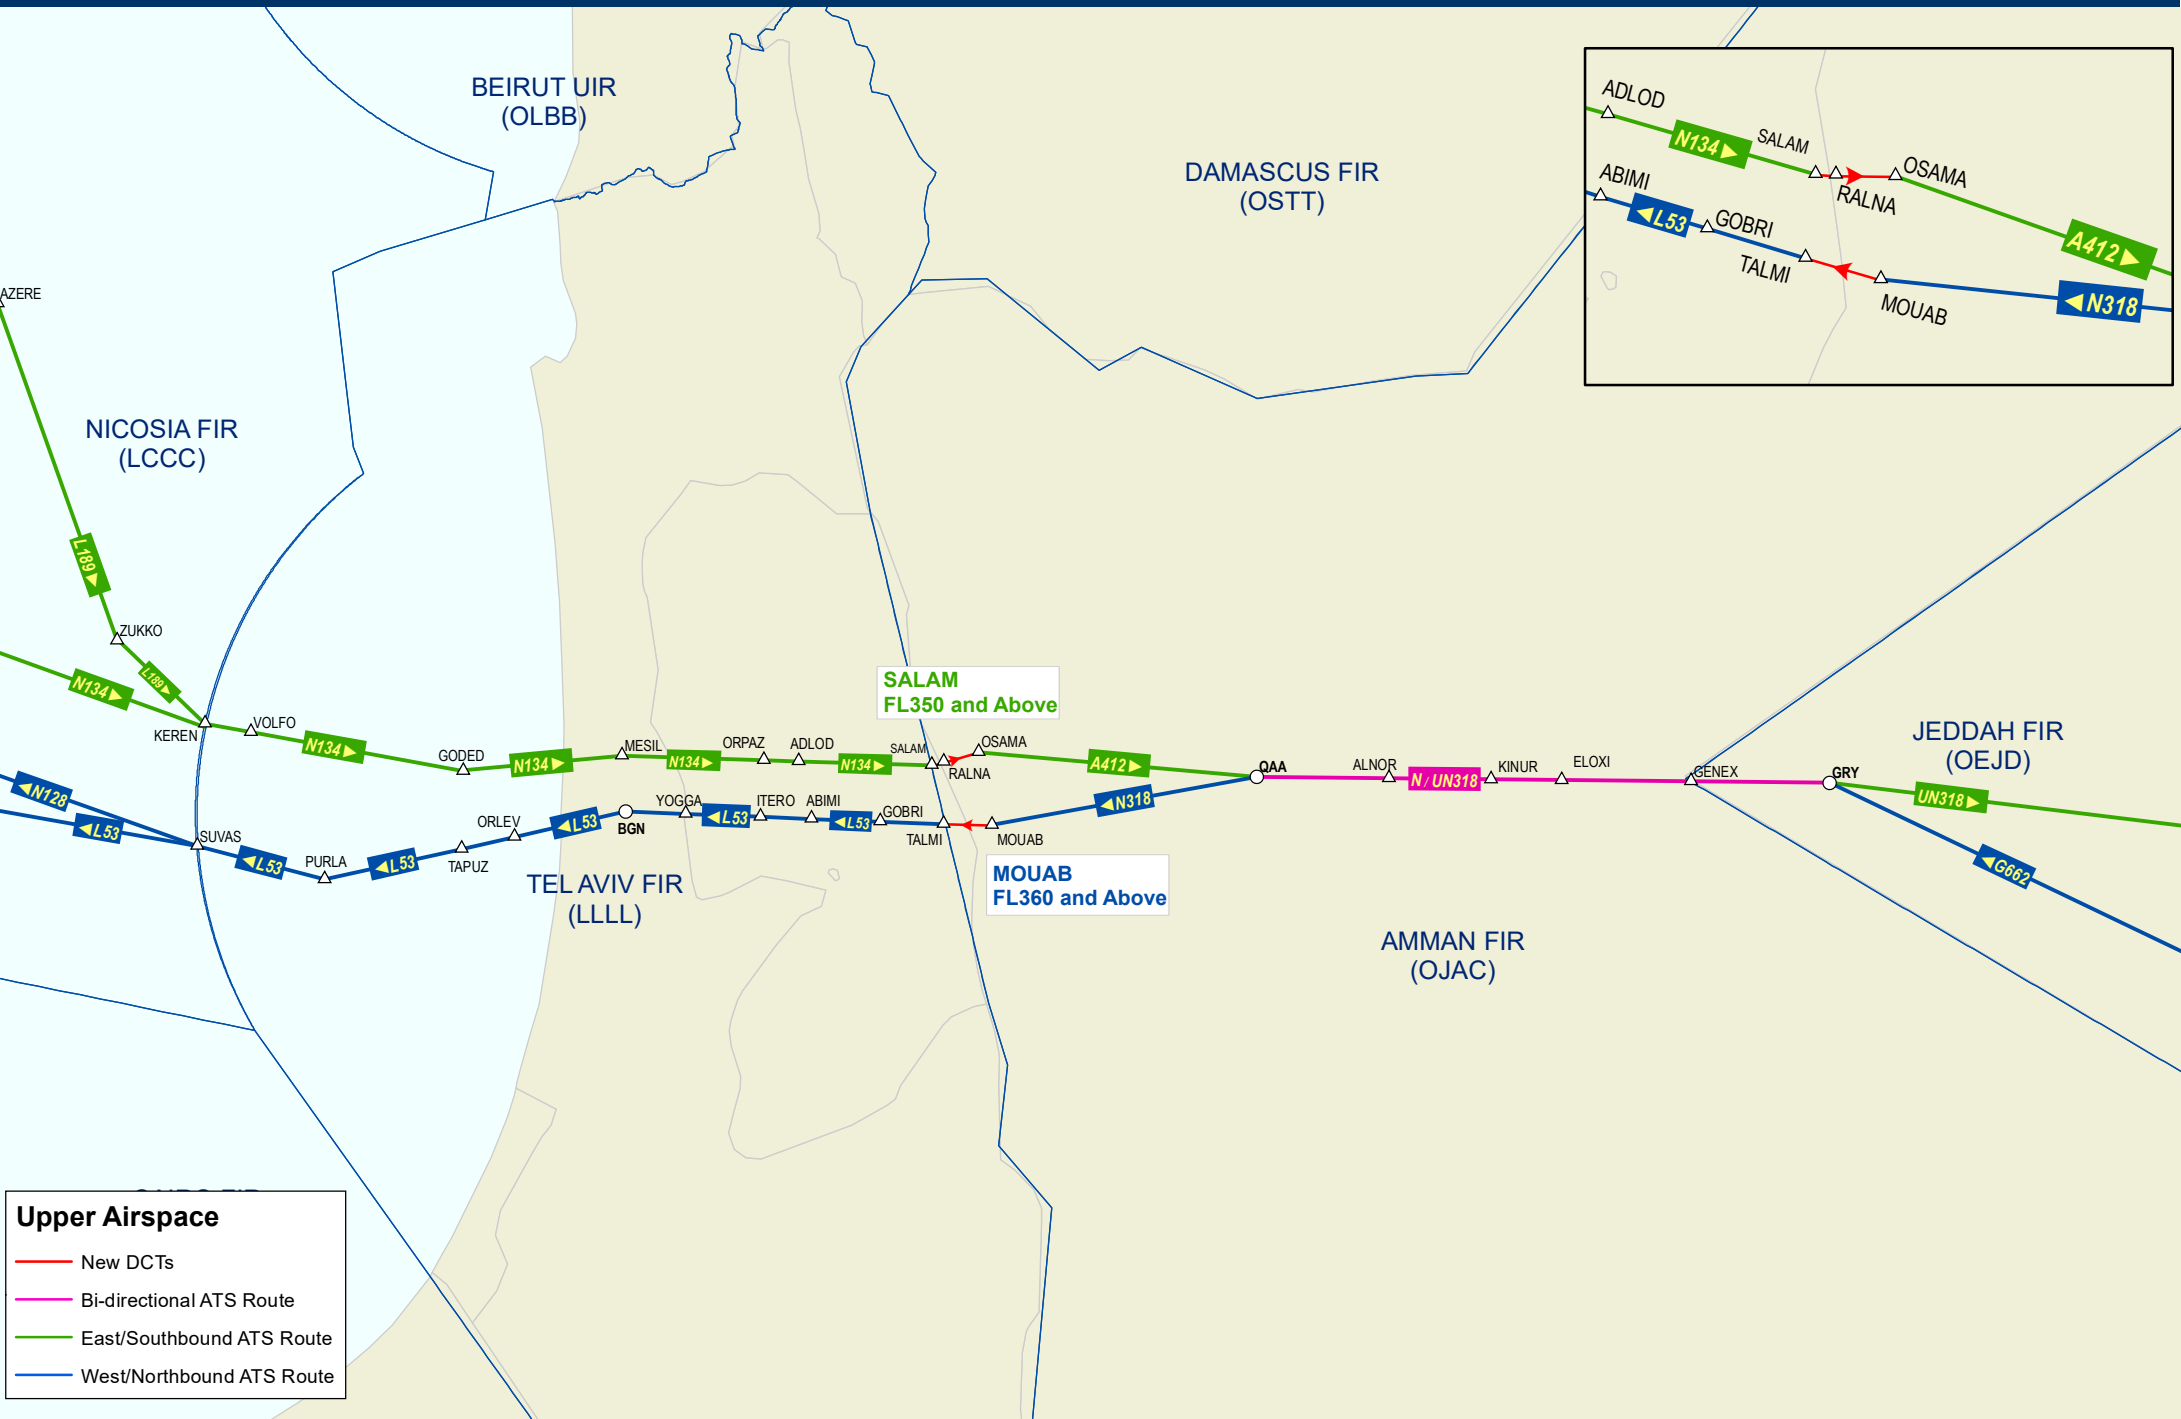 BEIRUT UIR
(OLBB)
DAMASCUS FIR
(OSTT)
ADLOD
N134
SALAM
OSAMA
RALNA
ABIMI
L53
GOBRI
TALMI
MOUAB
A412
N318
AZERE
NICOSIA FIR
(LCCC)
L189
ZUKKO
L189
N134
KEREN
VOLFO
N134
GODED
N134
MESIL
N134
ORPAZ
ADLOD
N134
SALAM
RALNA
OSAMA
SALAM
FL350 and Above
A412
QAA
ALNOR
N / UN318
KINUR
ELOXI
GENEX
GRY
JEDDAH FIR
(OEJD)
UN318
G662
N128
L53
SUVAS
L53
PURLA
L53
TAPUZ
ORLEV
L53
BGN
YOGGA
L53
ITERO
ABIMI
L53
GOBRI
TALMI
MOUAB
N318
MOUAB
FL360 and Above
TEL AVIV FIR
(LLLL)
AMMAN FIR
(OJAC)
Upper Airspace
New DCTs
Bi-directional ATS Route
East/Southbound ATS Route
West/Northbound ATS Route